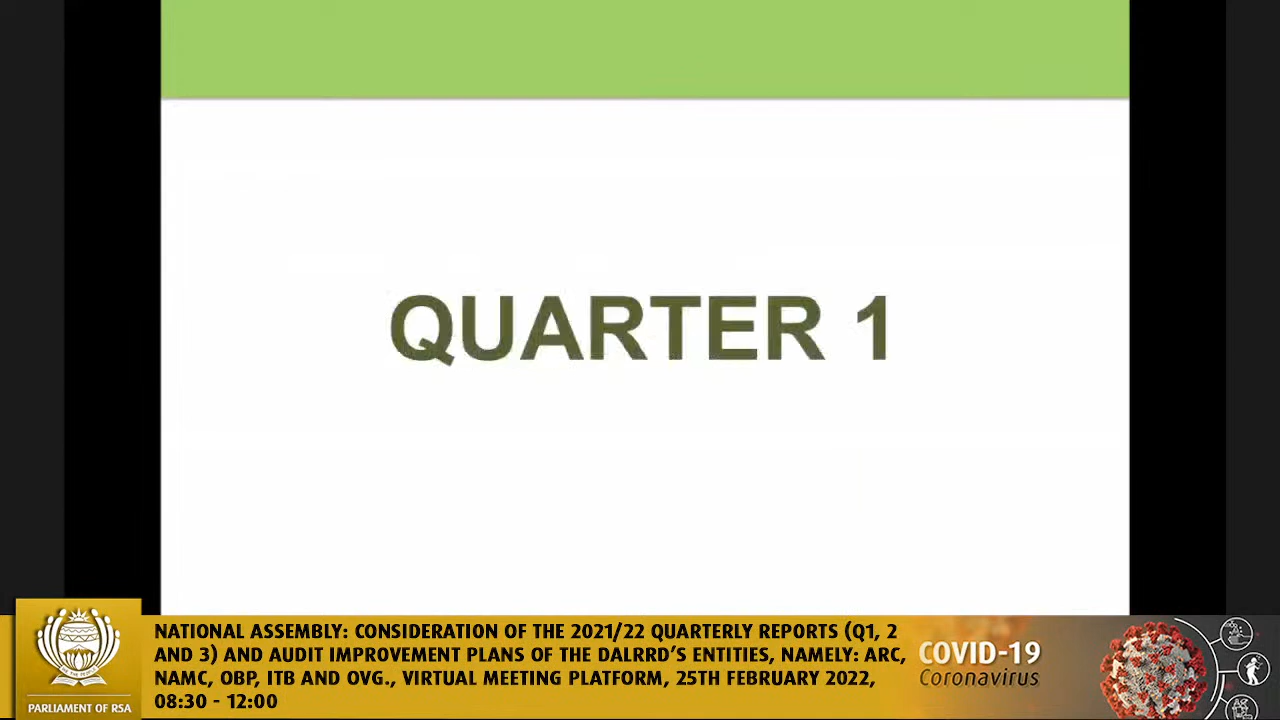 QUARTER 1
NATIONAL ASSEMBLY: CONSIDERATION OF THE 2021/22 QUARTERLY REPORTS (Q1, 2
AND 3) AND AUDIT IMPROVEMENT PLANS OF THE DALRRD'S ENTITIES, NAMELY: ARC,
NAMC, OBP, ITB AND OVG., VIRTUAL MEETING PLATFORM, 25TH FEBRUARY 2022,
08:30 - 12:00
COVID-19
Coronavirus
PARLIAMENT OF RSA